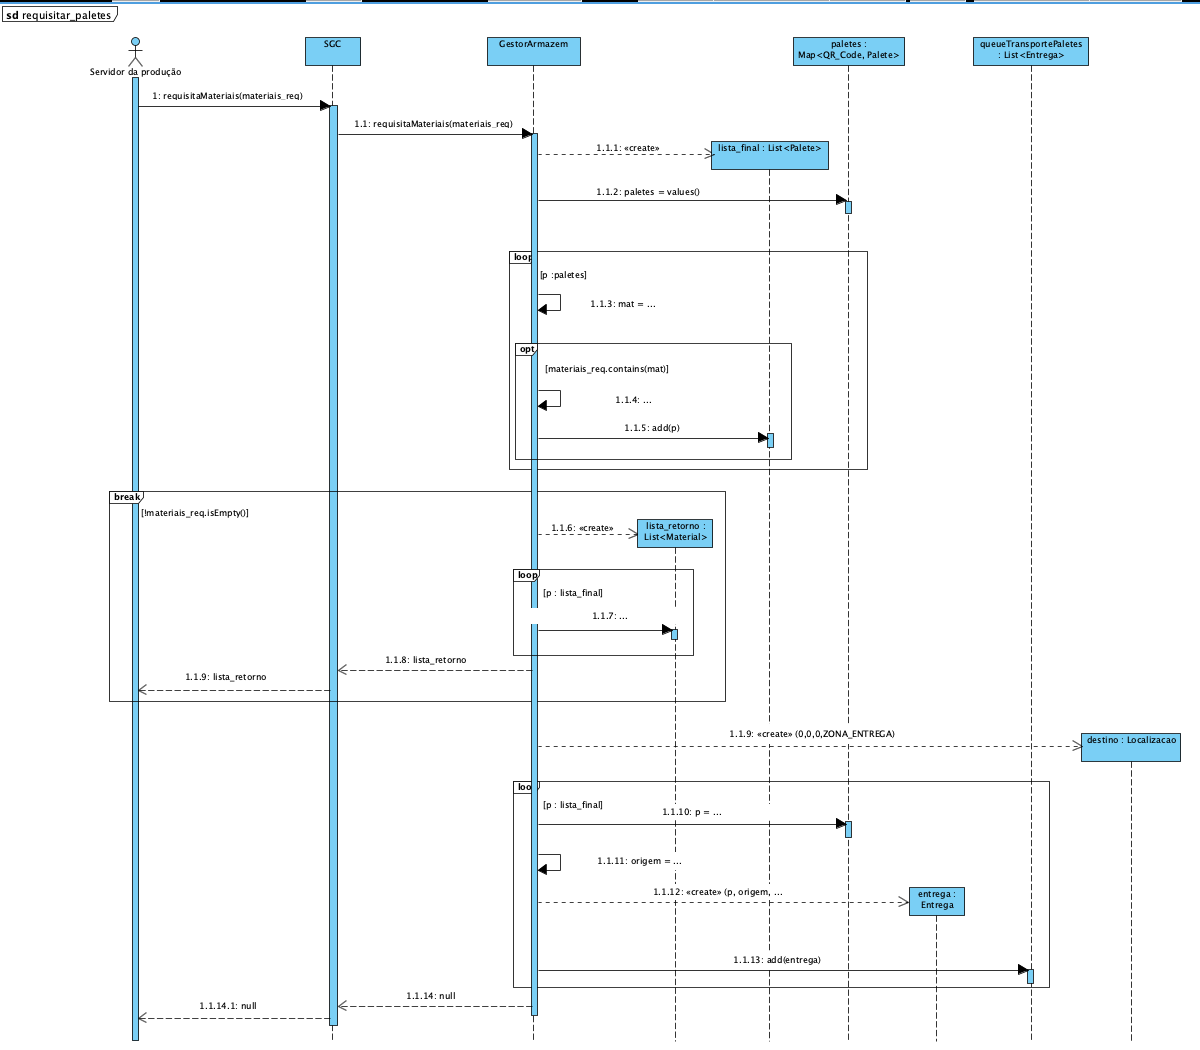 sd requisitar_paletes
Servidor da produção
SGC
GestorArmazem
paletes :
Map<QR_Code, Palete>
queueTransportePaletes
: List<Entrega>
1: requisitaMateriais(materiais_req)
1.1: requisitaMateriais(materiais_req)
1.1.1: «create»
lista_final : List<Palete>
1.1.2: paletes = values()
loop
[p :paletes]
1.1.3: mat = ...
opt
[materiais_req.contains(mat)]
1.1.4: ...
1.1.5: add(p)
break
[!materiais_req.isEmpty()]
1.1.6: «create»
lista_retorno :
List<Material>
loop
[p : lista_final]
1.1.7: ...
1.1.8: lista_retorno
1.1.9: lista_retorno
1.1.9: «create» (0,0,0,ZONA_ENTREGA)
destino : Localizacao
loop
[p : lista_final]
1.1.10: p = ...
1.1.11: origem = ...
1.1.12: «create» (p, origem, ...
entrega :
Entrega
1.1.13: add(entrega)
1.1.14: null
1.1.14.1: null